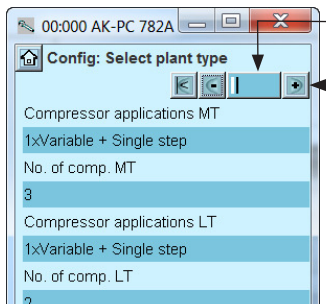 00:000 AK-PC 782A
Config: Select plant type
Compressor applications MT
1xVariable + Single step
No. of comp. MT
3
Compressor applications LT
1xVariable + Single step
No. of comp. LT
2